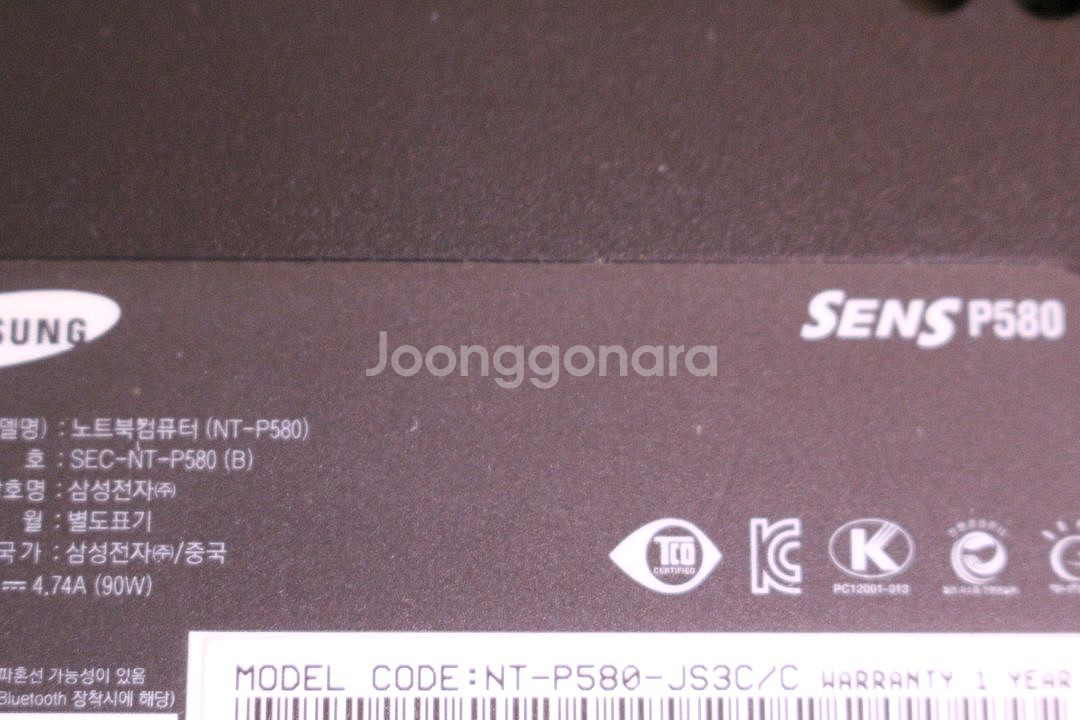 SUNG
SENS P580
Joonggonara
델명) : 노트북컴퓨터 (NT-P580)
호 : SEC-NT-P580 (B)
호명 : 삼성전자㈜
월 : 별도표기
국가 : 삼성전자㈜/중국
4.74A (90W)
TCO
CERTIFIED
K
PC12001-013
파혼선 가능성이 있음
Bluetooth 장착시에 해당)
MODEL CODE:NT-P580-JS3C/C WARRANTY 1 YEAR